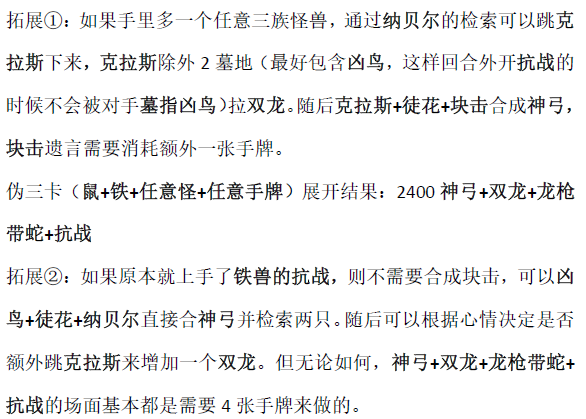 拓展①：如果手里多一个任意三族怪兽，通过纳贝尔的检索可以跳克
拉斯下来，克拉斯除外2墓地（最好包含凶鸟，这样回合外开抗战的
时候不会被对手墓指凶鸟）拉双龙。随后克拉斯+徒花+块击合成神弓，
块击遗言需要消耗额外一张手牌。
伪三卡（鼠+铁+任意怪+任意手牌）展开结果：2400神弓+双龙+龙枪
带蛇+抗战
拓展②：如果原本就上手了铁兽的抗战，则不需要合成块击，可以凶
鸟+徒花+纳贝尔直接合神弓并检索两只。随后可以根据心情决定是否
额外跳克拉斯来增加一个双龙。但无论如何，神弓+双龙+龙枪带蛇+
抗战的场面基本都是需要4张手牌来做的。